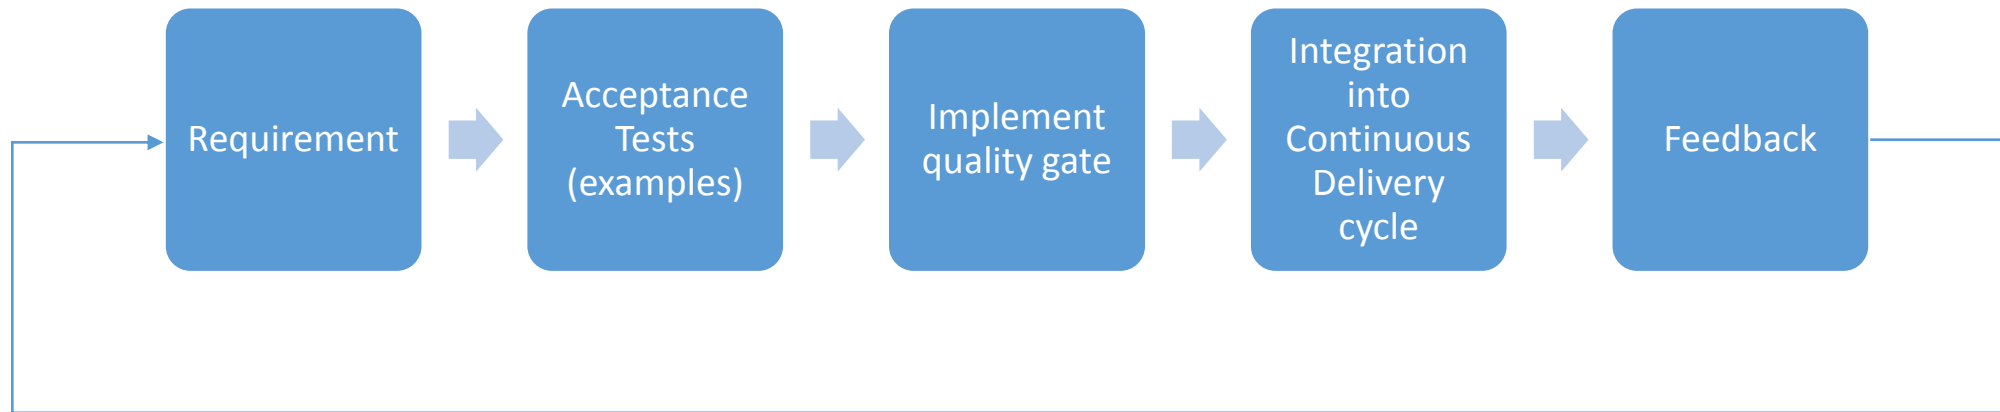 Requirement
Acceptance
Tests
(examples)
Implement
quality gate
Integration
into
Continuous
Delivery
cycle
Feedback